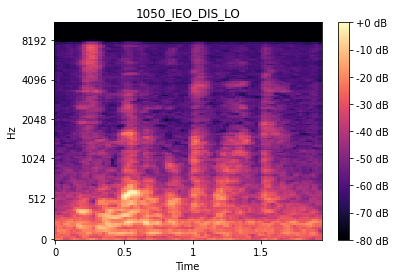 1050_IEO_DIS_LO
+0 dB
8192
-10 dB
4096
-20 dB
-30 dB
2048
Hz
-40 dB
1024
-50 dB
512
-60 dB
-70 dB
0
-80 dB
0 0.5 1 1.5
Time